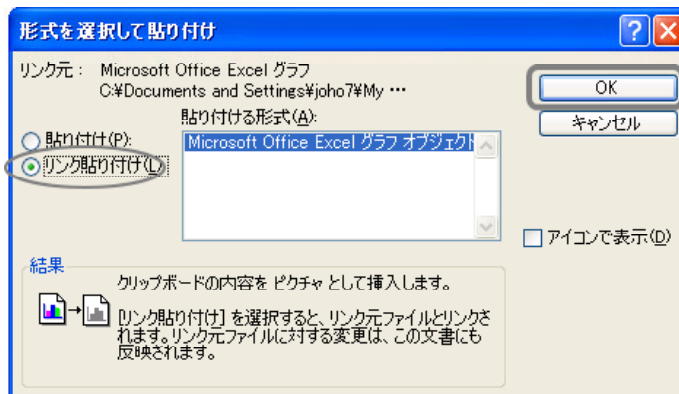 形式を選択して貼り付け
リンク元： Microsoft Office Excel グラフ
C:¥Documents and Settings¥joho7¥My …
貼り付ける形式(A):
貼り付け(P):
リンク貼り付け(L)
Microsoft Office Excel グラフ オブジェクト
OK
キャンセル
アイコンで表示(D)
結果
クリップボードの内容を ピクチャ として挿入します。
[リンク貼り付け] を選択すると、リンク元ファイルとリンクさ
れます。リンク元ファイルに対する変更は、この文書にも
反映されます。